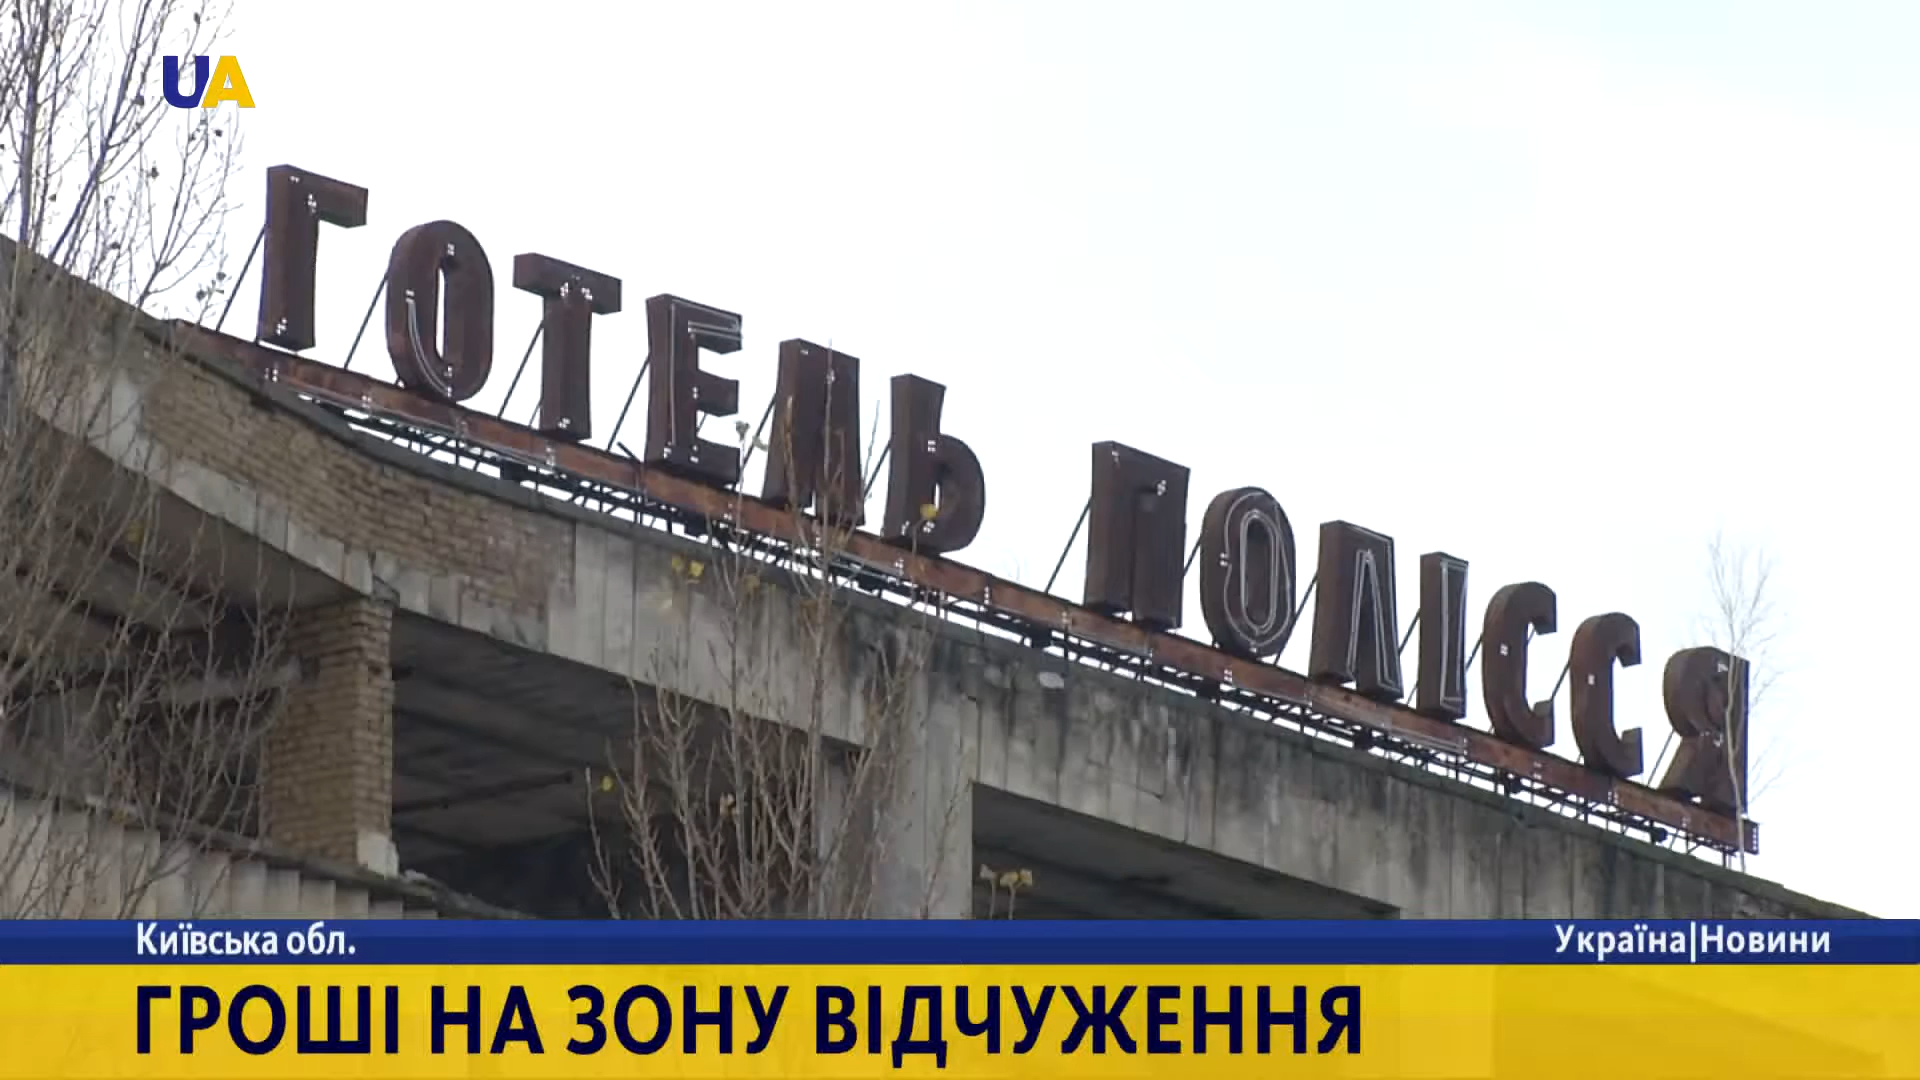 UA
ГОТЕЛЬ ПОЛІССЯ
Київська обл.
Україна|Новини
ГРОШІ НА ЗОНУ ВІДЧУЖЕННЯ